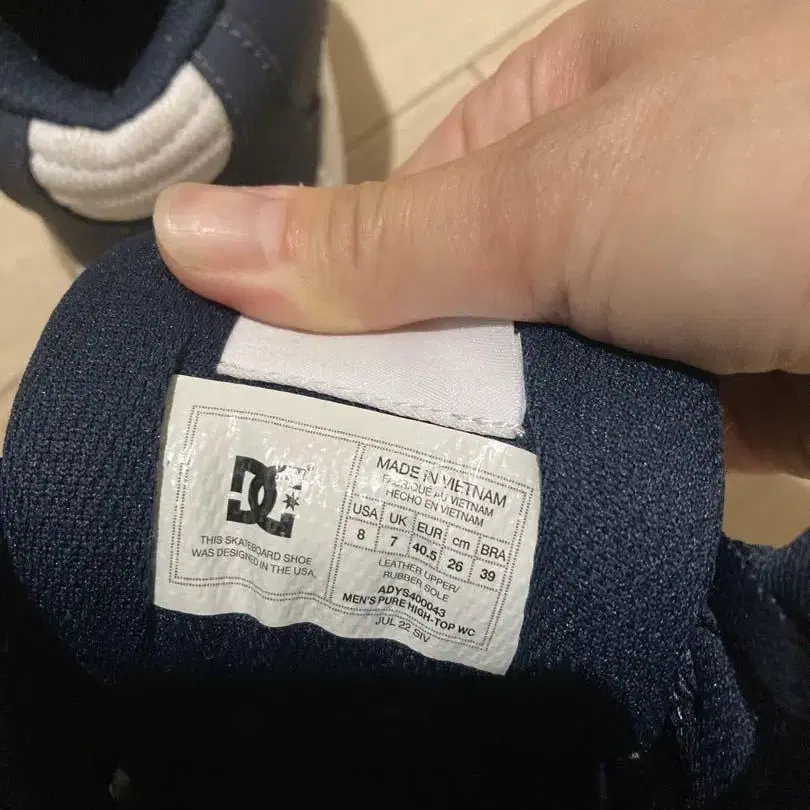 DC
THIS SKATEBOARD SHOE
WAS DESIGNED IN THE USA.
MADE IN VIETNAM
FABRIQUÉ AU VIETNAM
HECHO EN VIETNAM
USA UK EUR cm BRA
8 7 40.5 26 39
LEATHER UPPER/
RUBBER SOLE
ADYS400043
MEN'S PURE HIGH-TOP WC
JUL 22 SIV